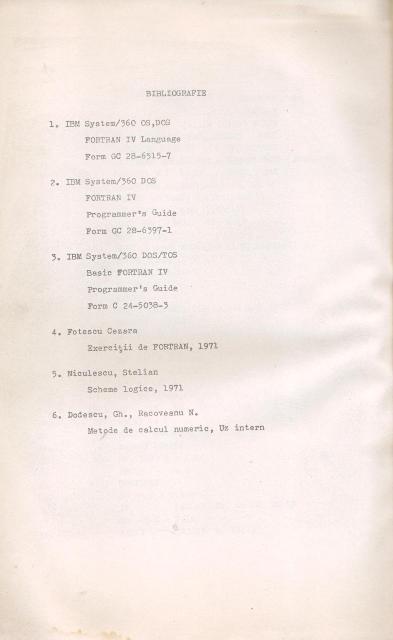 BIBLIOGRAFIE
1. IBM System/360 OS,DOS
FORTRAN IV Language
Form GC 28-6515-7
2. IBM System/360 DOS
FORTRAN IV
Programmer's Guide
Form GC 28-6397-1
3. IBM System/360 DOS/TOS
Basic FORTRAN IV
Programmer's Guide
Form C 24-5038-3
4. Fotescu Cezara
Exerciţii de FORTRAN, 1971
5. Niculescu, Stelian
Scheme logice, 1971
6. Dodescu, Gh., Racoveanu N.
Metode de calcul numeric, Uz intern